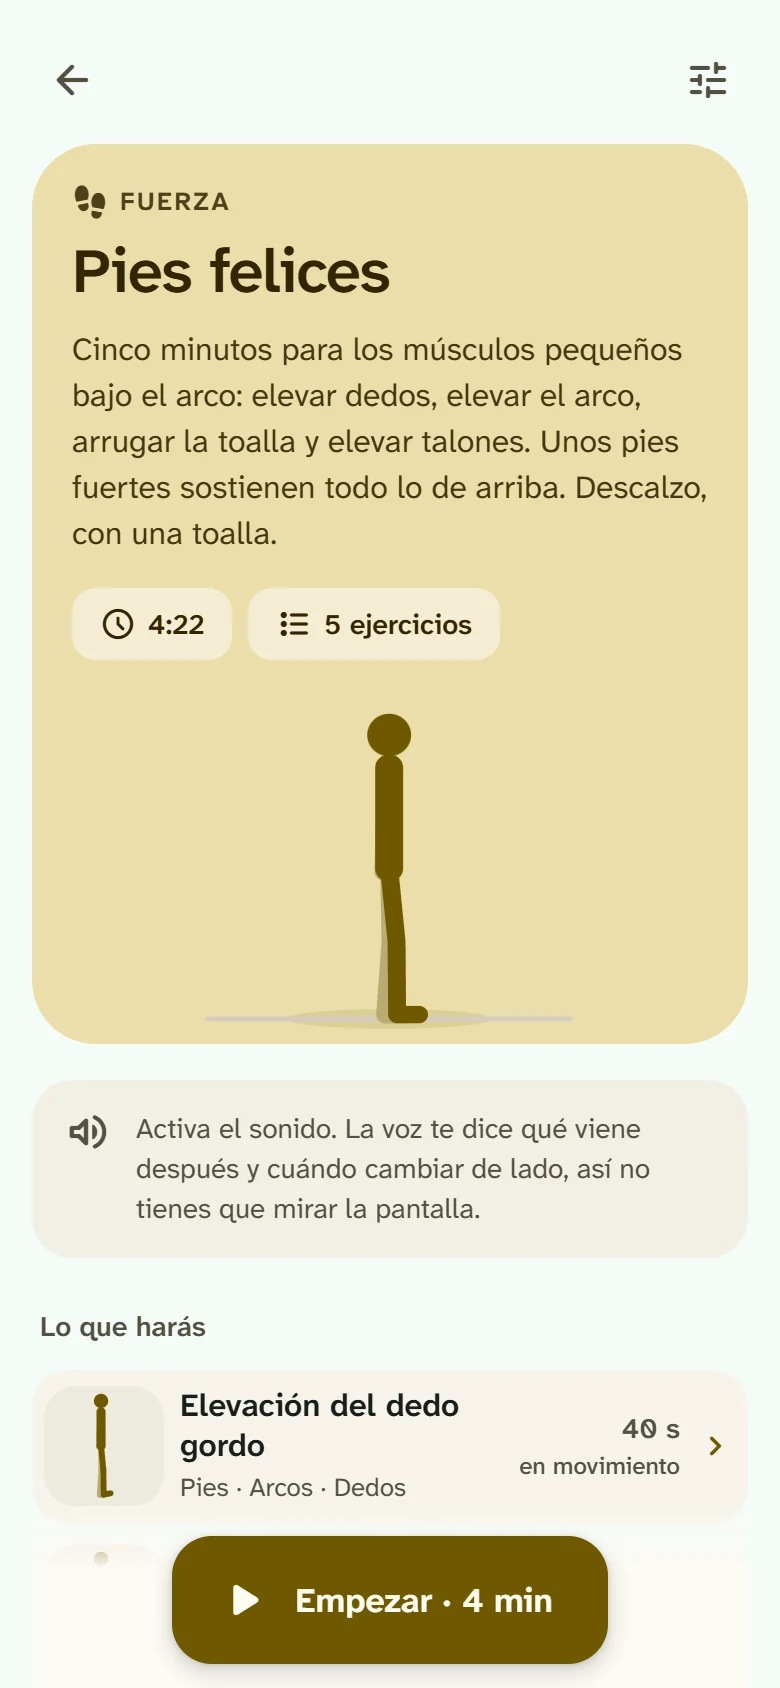 FUERZA
Pies felices
Cinco minutos para los músculos pequeños
bajo el arco: elevar dedos, elevar el arco,
arrugar la toalla y elevar talones. Unos pies
fuertes sostienen todo lo de arriba. Descalzo,
con una toalla.
4:22
5 ejercicios
Activa el sonido. La voz te dice qué viene
después y cuándo cambiar de lado, así no
tienes que mirar la pantalla.
Lo que harás
Elevación del dedo
gordo
Pies · Arcos · Dedos
40 s
en movimiento
Empezar · 4 min